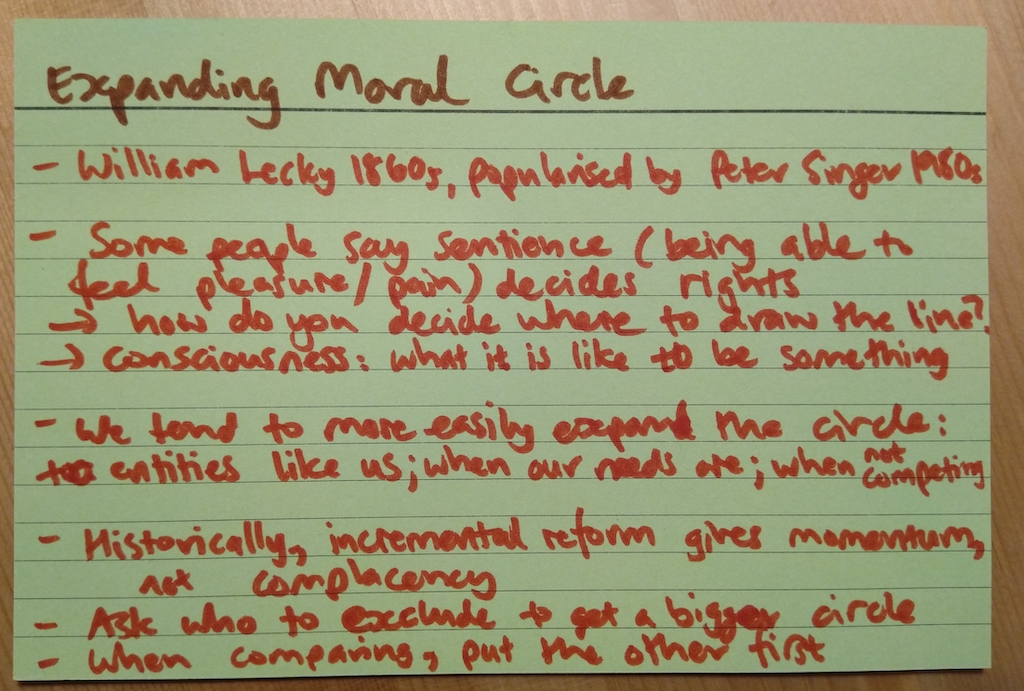 Expanding Moral Circle
- William Lecky 1860s, popularised by Peter Singer 1980s
- Some people say sentience (being able to
feel pleasure/pain) decides rights
→ how do you decide where to draw the line?
→ consciousness: what it is like to be something
- We tend to more easily expand the circle:
to entities like us; when our needs are; when not competing
- Historically, incremental reform gives momentum,
not complacency
- Ask who to exclude to get a bigger circle
- When comparing, put the other first